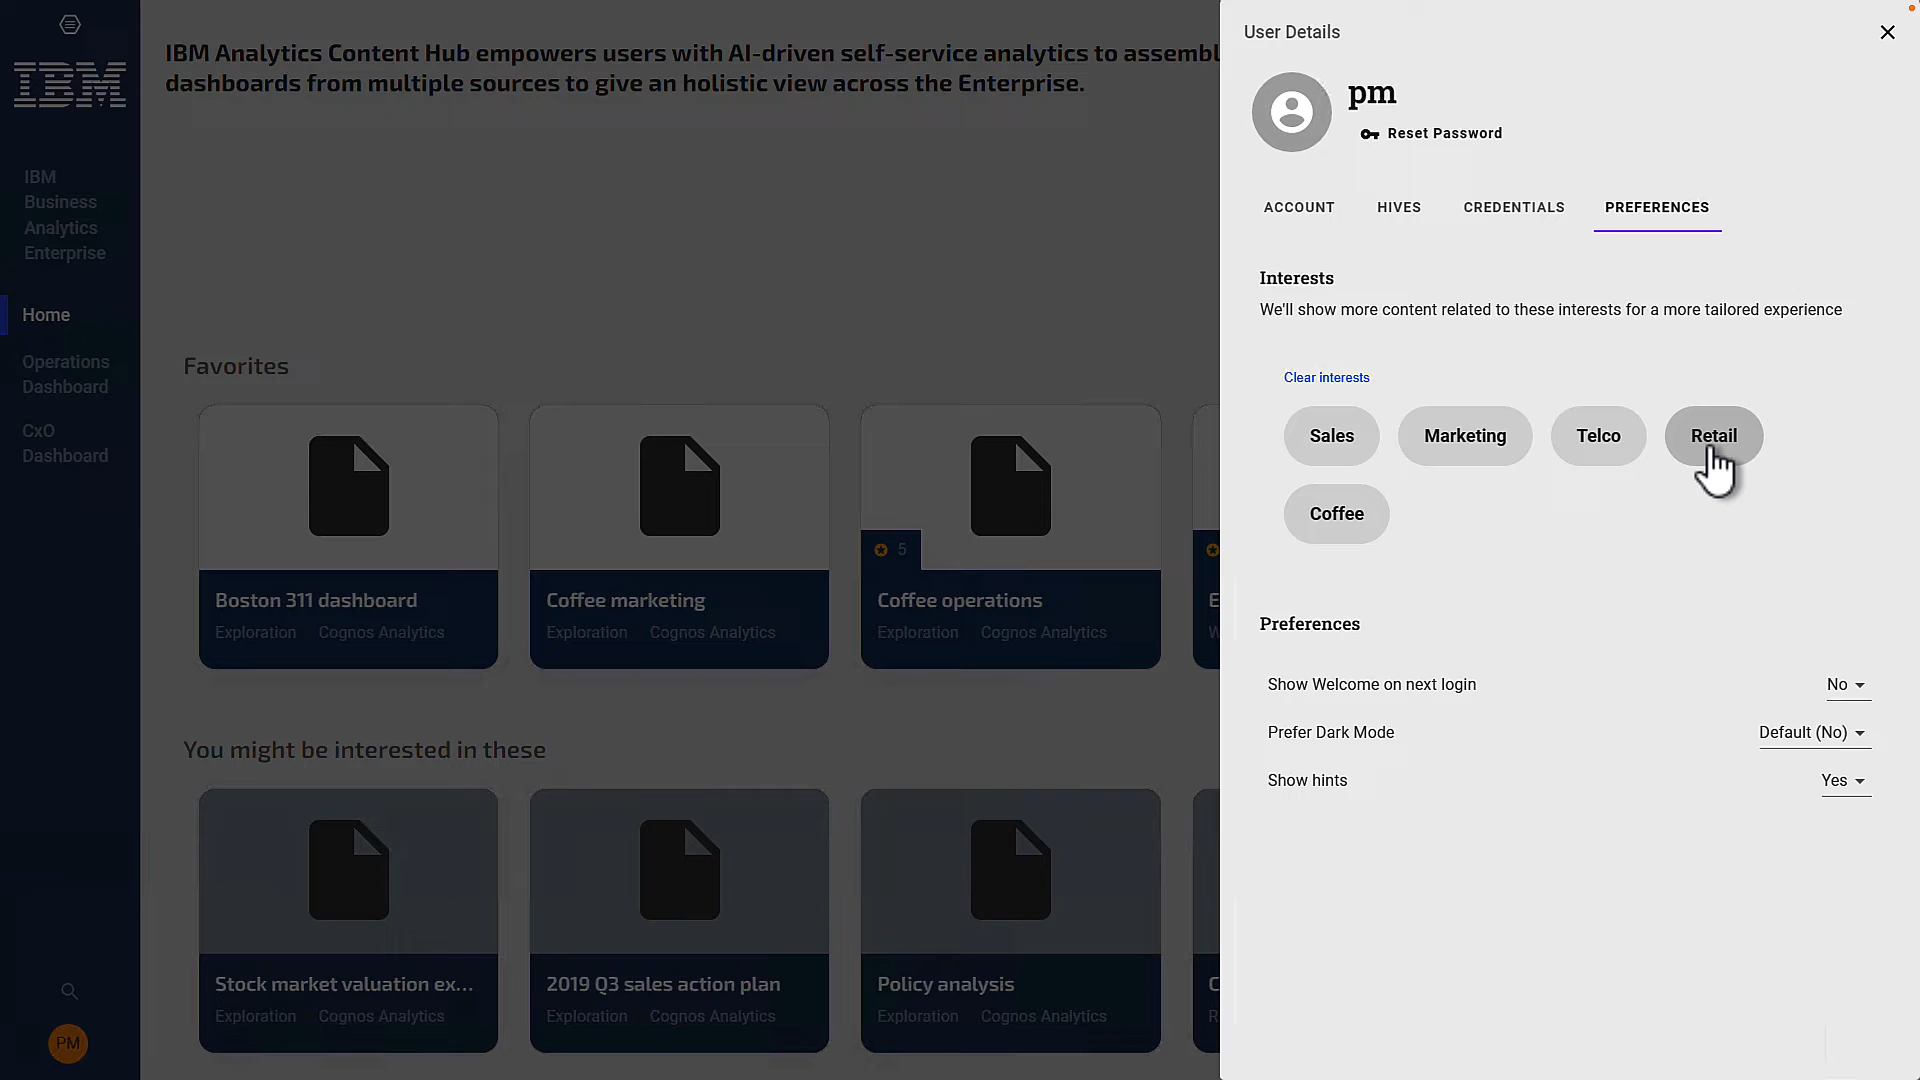 IBM
IBM
Business
Analytics
Enterprise
Home
Operations
Dashboard
CxO
Dashboard
PM
IBM Analytics Content Hub empowers users with AI-driven self-service analytics to assembl
dashboards from multiple sources to give an holistic view across the Enterprise.
Favorites
Boston 311 dashboard
Exploration Cognos Analytics
Coffee marketing
Exploration Cognos Analytics
5
Coffee operations
Exploration Cognos Analytics
E
W
You might be interested in these
Stock market valuation ex...
Exploration Cognos Analytics
2019 Q3 sales action plan
Exploration Cognos Analytics
Policy analysis
Exploration Cognos Analytics
C
R
User Details
pm
Reset Password
ACCOUNT HIVES CREDENTIALS PREFERENCES
Interests
We'll show more content related to these interests for a more tailored experience
Clear interests
Sales Marketing Telco Retail
Coffee
Preferences
Show Welcome on next login No
Prefer Dark Mode Default (No)
Show hints Yes